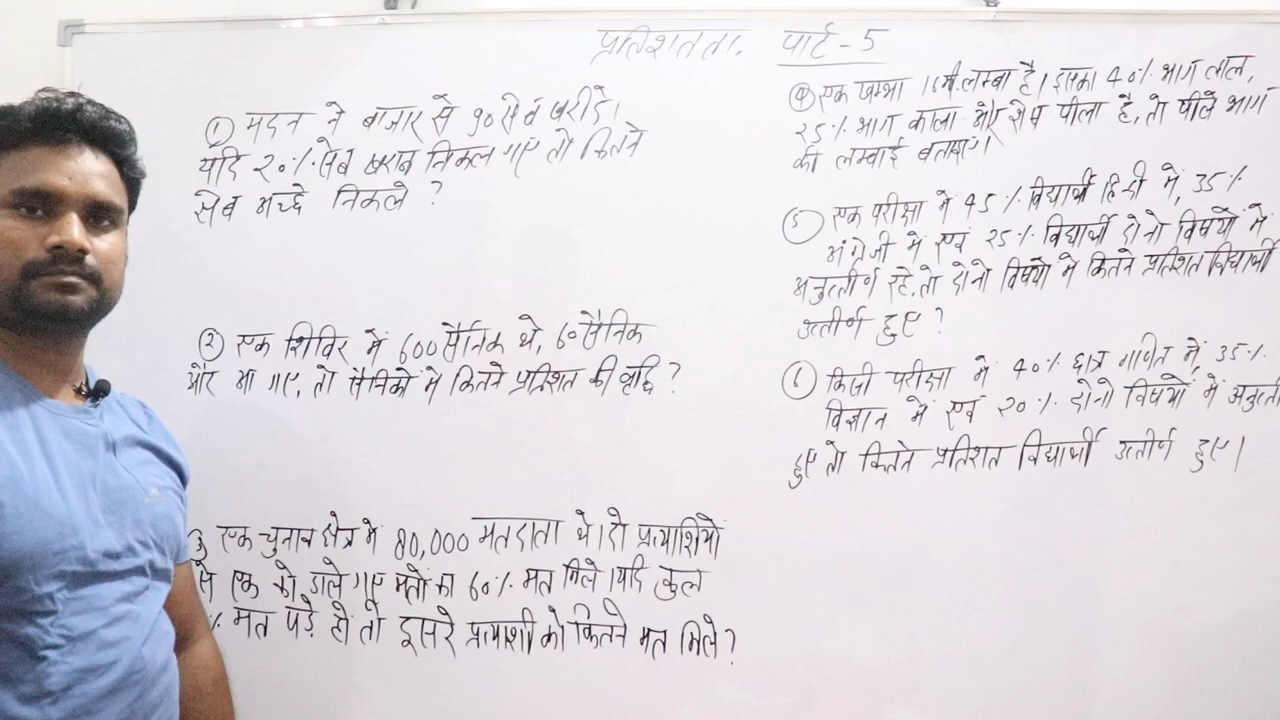 प्रतिशतता. पार्ट - 5
① मदन ने बाजार से 90 सेब खरीदे।
यदि 20% सेब खराब निकल गए तो कितने
सेब अच्छे निकले ?
② एक शिविर में 600 सैनिक थे, 60 सैनिक
और आ गए, तो सैनिको में कितने प्रतिशत की वृद्धि ?
③ एक चुनाव क्षेत्र में 80,000 मतदाता थे। दो प्रत्याशियो
से एक को डाले गए मतो का 60% मत मिले। यदि कुल
% मत पड़े हो तो दूसरे प्रत्याशी को कितने मत मिले ?
④ एक खम्भा 16मी. लम्बा है। इसका 40% भाग लाल,
25% भाग काला और शेष पीला है, तो पीले भाग
की लम्बाई बताए।
⑤ एक परीक्षा में 45% विद्यार्थी हिन्दी में, 35%
अंग्रेजी में एवं 25% विद्यार्थी दोनो विषयों में
अनुत्तीर्ण रहे, तो दोनो विषयो में कितने प्रतिशत विद्यार्थी
उत्तीर्ण हुए ?
⑥ किसी परीक्षा में 40% छात्र गणित में, 35%
विज्ञान में एवं 20% दोनो विषयों में
हुए तो कितने प्रतिशत विद्यार्थी उत्तीर्ण हुए।